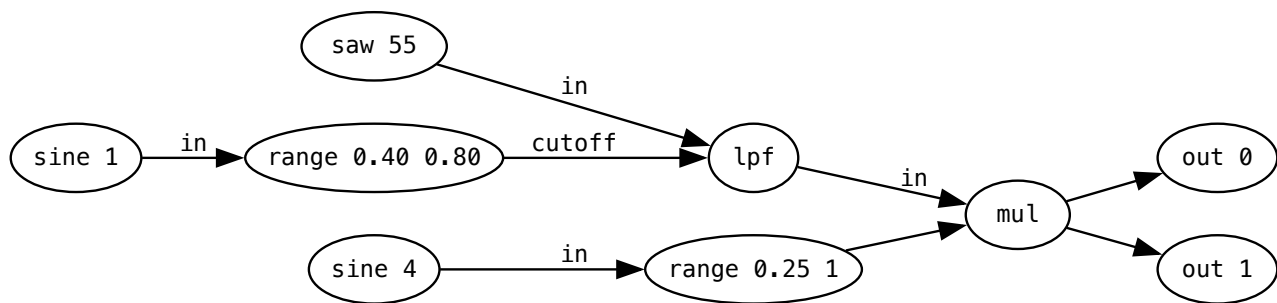 saw 55
in
sine 1
in
range 0.40 0.80
cutoff
lpf
in
out 0
mul
sine 4
in
range 0.25 1
out 1